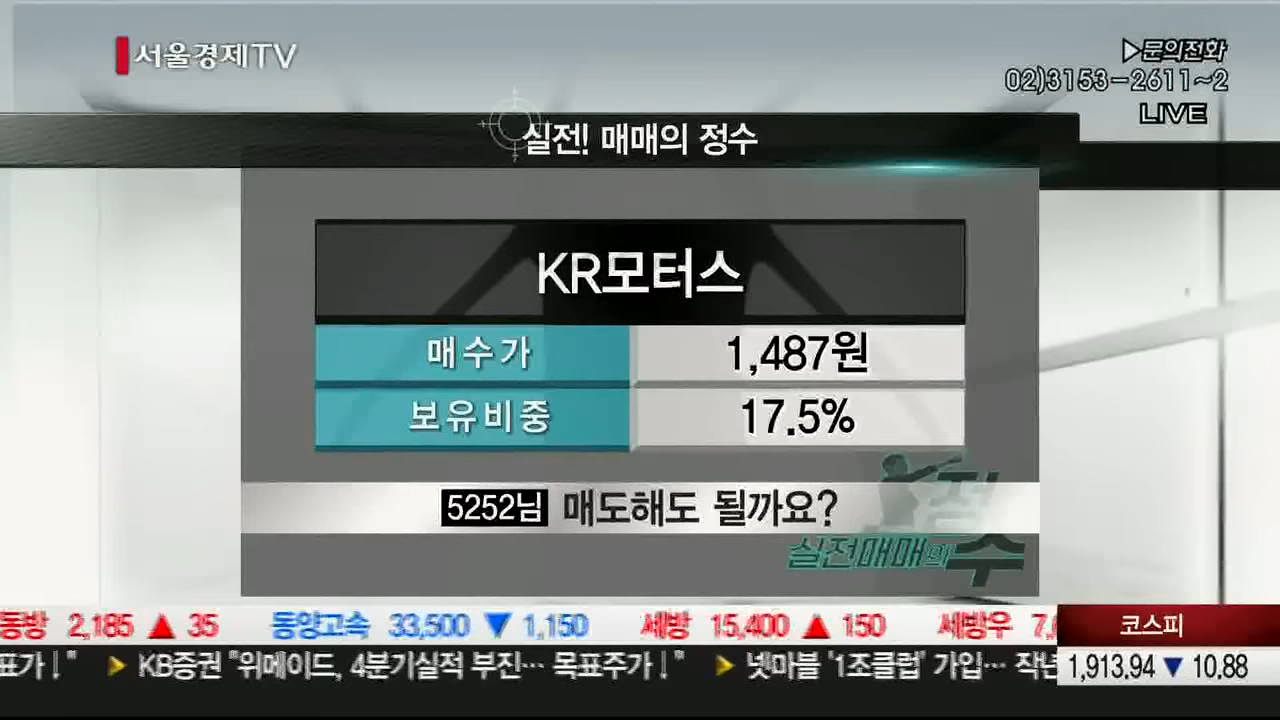 서울경제TV
▶문의전화
02)3153-2611~2
LIVE
실전! 매매의 정수
KR모터스
매수가 1,487원
보유비중 17.5%
5252님 매도해도 될까요?
실전매매의 정수
동방 2,185 ▲ 35 동양고속 33,500 ▼ 1,150 세방 15,400 ▲ 150 세방우
코스피
표가↓" ▶ KB증권 "위메이드, 4분기실적 부진… 목표주가↓" ▶ 넷마블 '1조클럽' 가입… 작년
1,913.94 ▼ 10.88